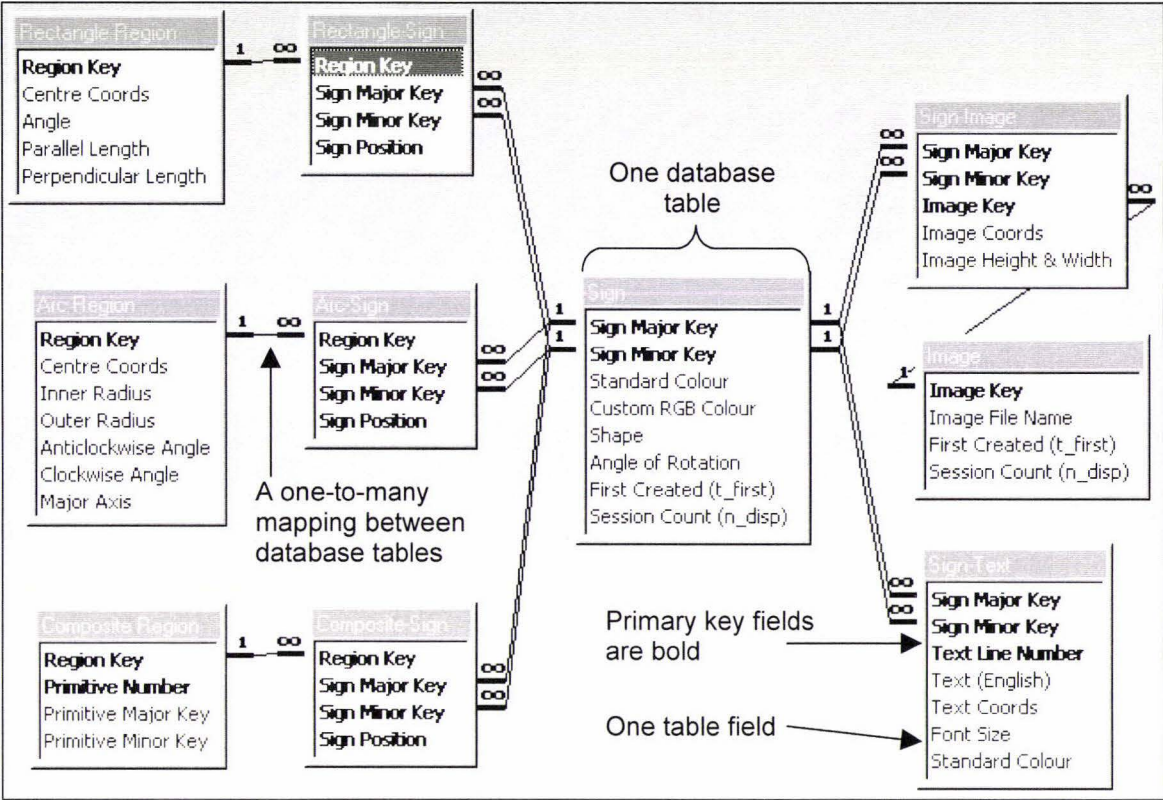 Rectangle-Region
Region Key
Centre Coords
Angle
Parallel Length
Perpendicular Length
1
∞
Rectangle-Sign
Region Key
Sign Major Key
Sign Minor Key
Sign Position
∞
∞
Arc-Region
Region Key
Centre Coords
Inner Radius
Outer Radius
Anticlockwise Angle
Clockwise Angle
Major Axis
1
∞
Arc-Sign
Region Key
Sign Major Key
Sign Minor Key
Sign Position
∞
∞
A one-to-many
mapping between
database tables
Composite-Region
Region Key
Primitive Number
Primitive Major Key
Primitive Minor Key
1
∞
Composite-Sign
Region Key
Sign Major Key
Sign Minor Key
Sign Position
∞
∞
One database
table
1
1
Sign
Sign Major Key
Sign Minor Key
Standard Colour
Custom RGB Colour
Shape
Angle of Rotation
First Created (t_first)
Session Count (n_disp)
1
1
∞
∞
Sign-Image
Sign Major Key
Sign Minor Key
Image Key
Image Coords
Image Height & Width
∞
1
Image
Image Key
Image File Name
First Created (t_first)
Session Count (n_disp)
Primary key fields
are bold
One table field
∞
∞
Sign-Text
Sign Major Key
Sign Minor Key
Text Line Number
Text (English)
Text Coords
Font Size
Standard Colour